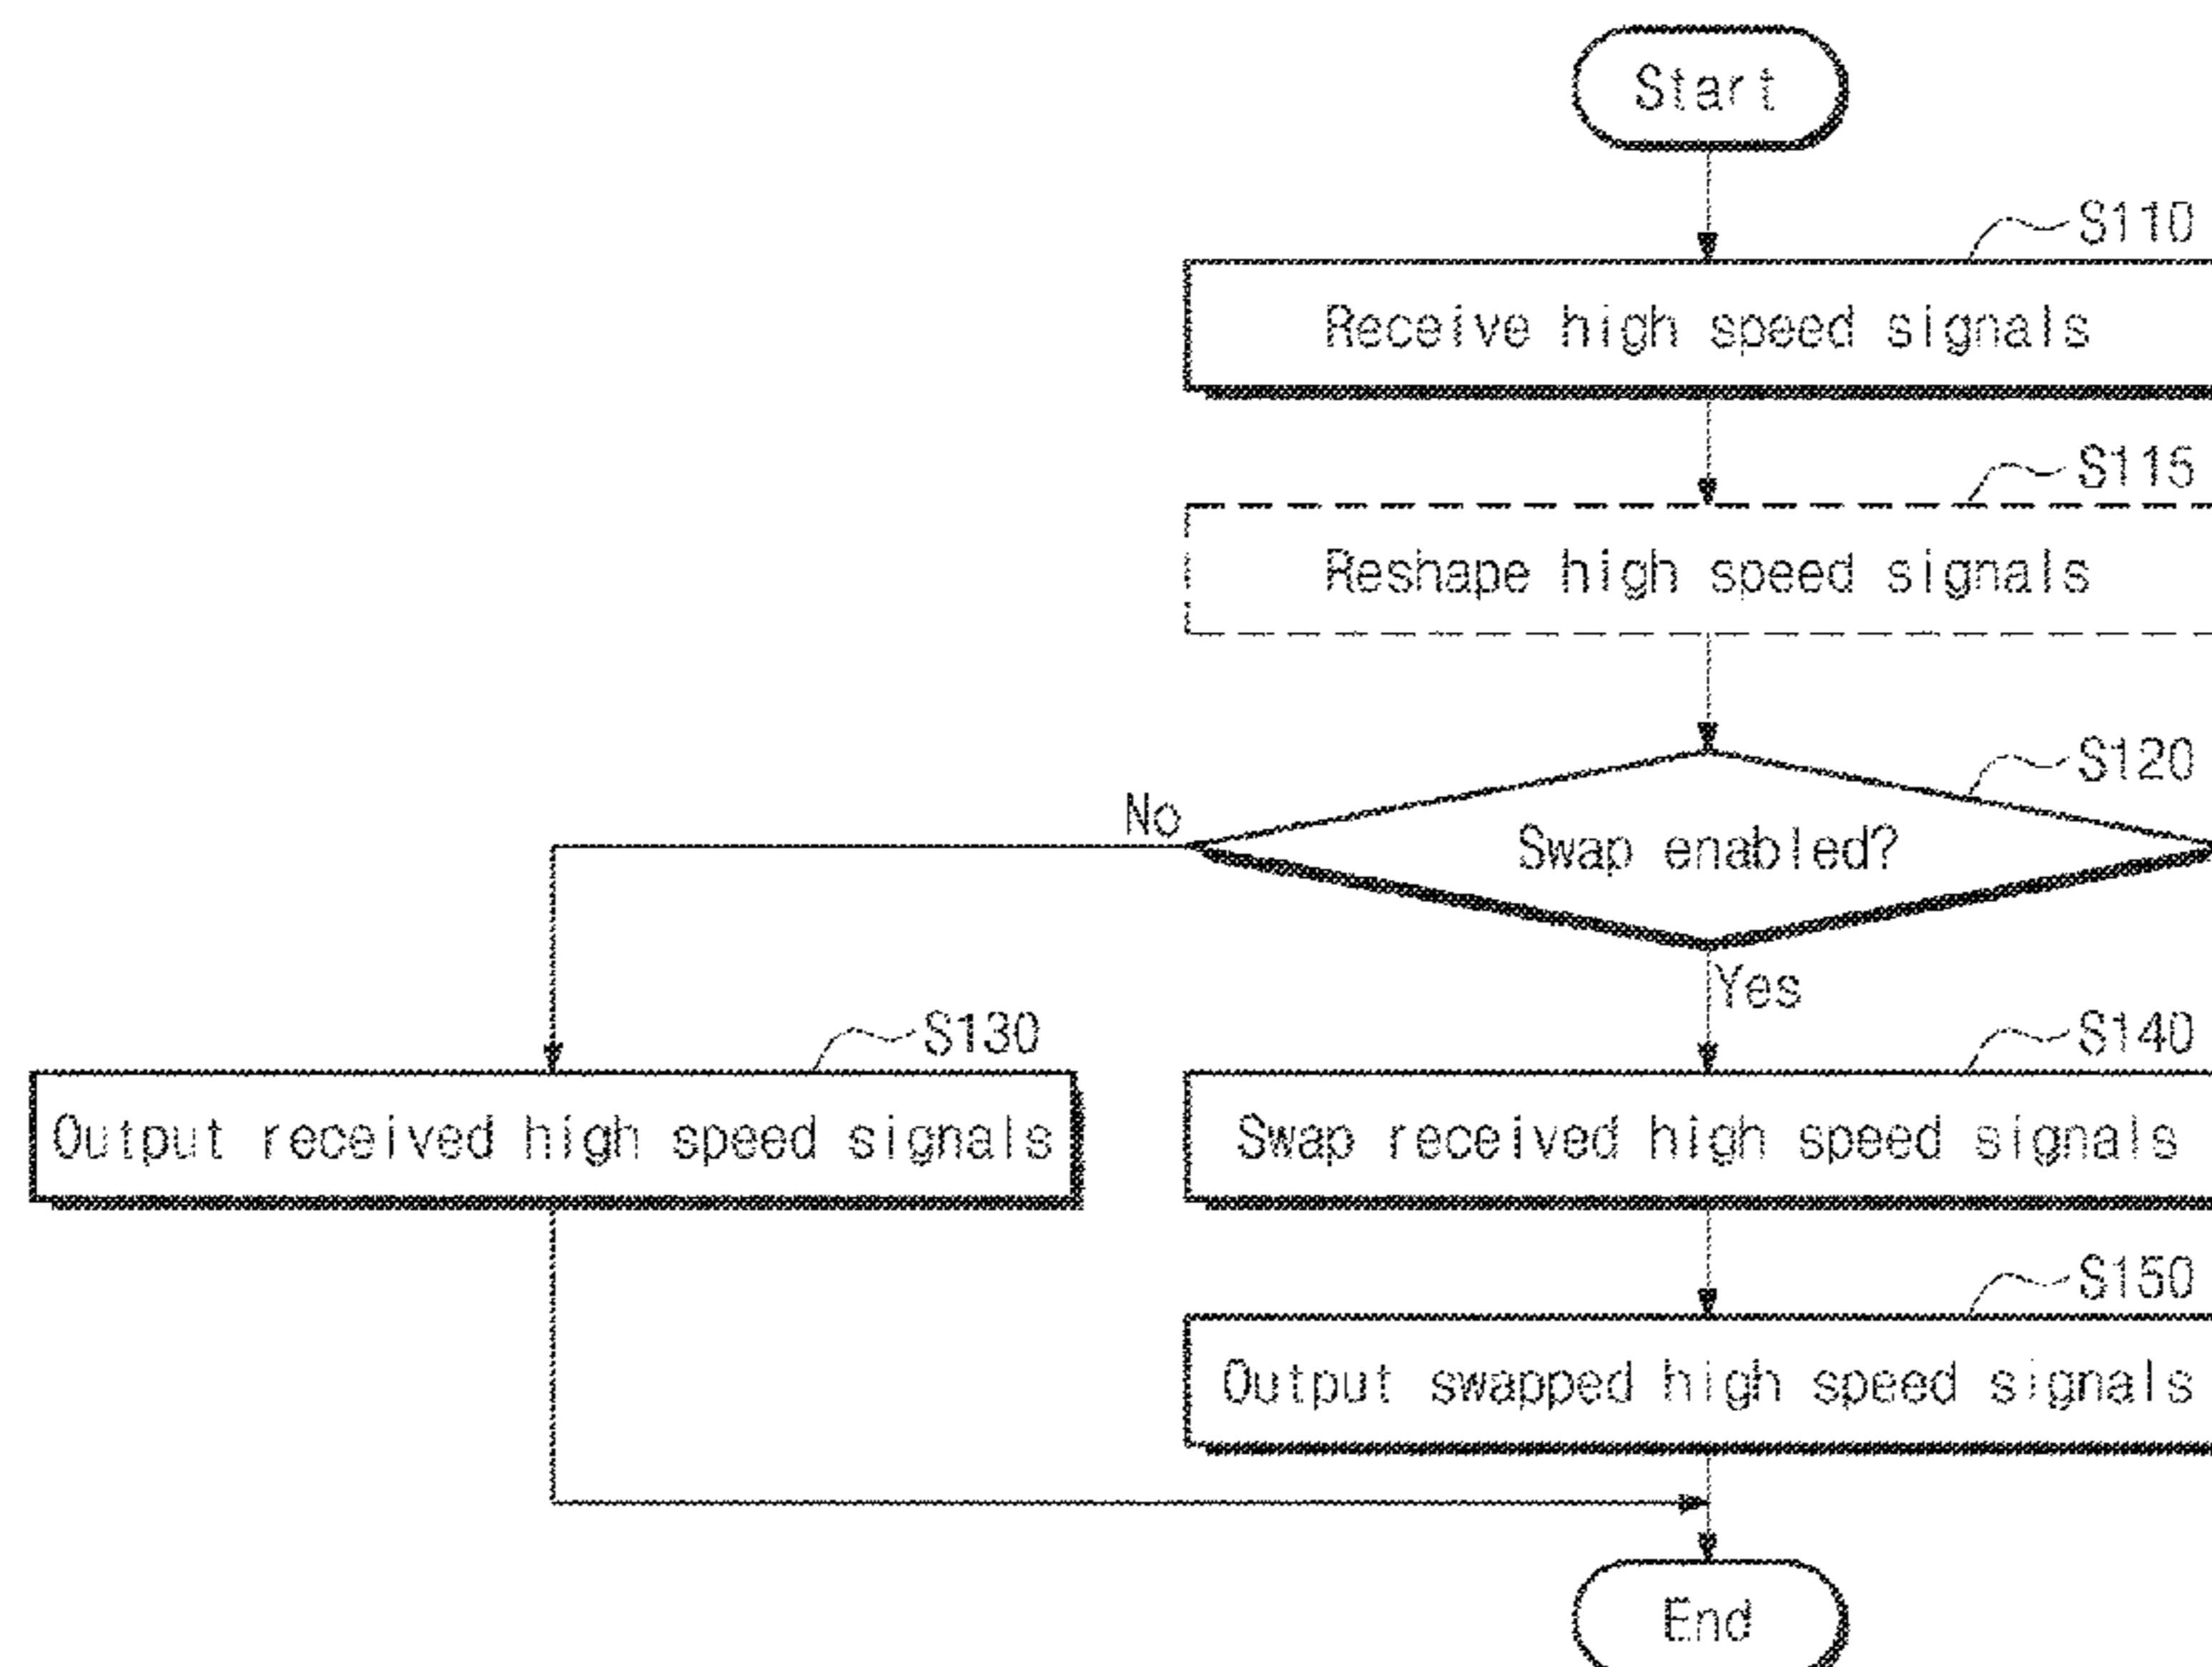 Start
S110
Receive high speed signals
S115
Reshape high speed signals
S120
No
Swap enabled?
Yes
S130
S140
Output received high speed signals
Swap received high speed signals
S150
Output swapped high speed signals
End